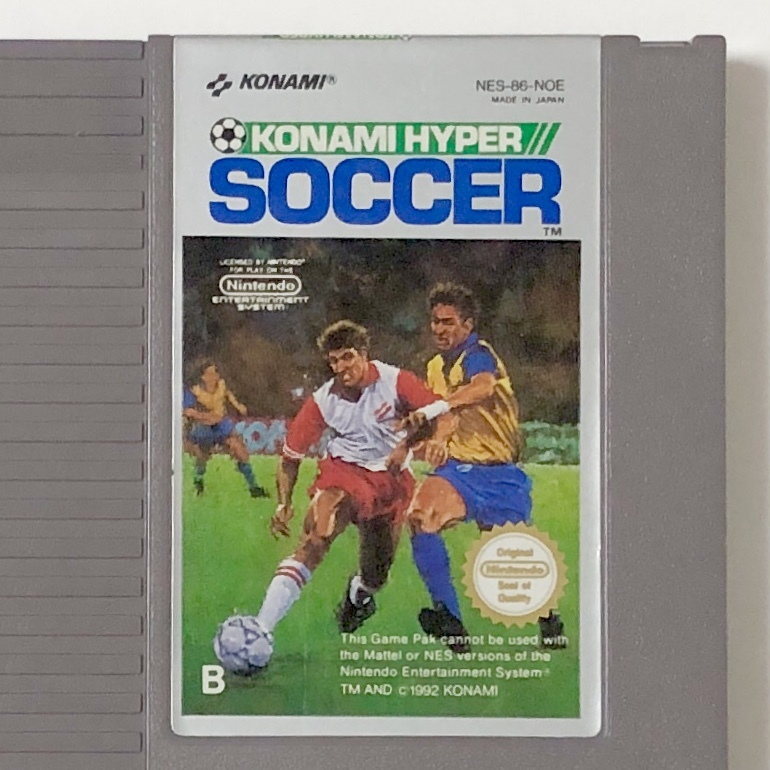 KONAMI®
NES-86-NOE
MADE IN JAPAN
KONAMI HYPER
SOCCER
TM
LICENSED BY NINTENDO®
FOR PLAY ON THE
Nintendo
ENTERTAINMENT
SYSTEM
Original
Nintendo
Seal of
Quality
This Game Pak cannot be used with
the Mattel or NES versions of the
Nintendo Entertainment System®
TM AND © 1992 KONAMI
B